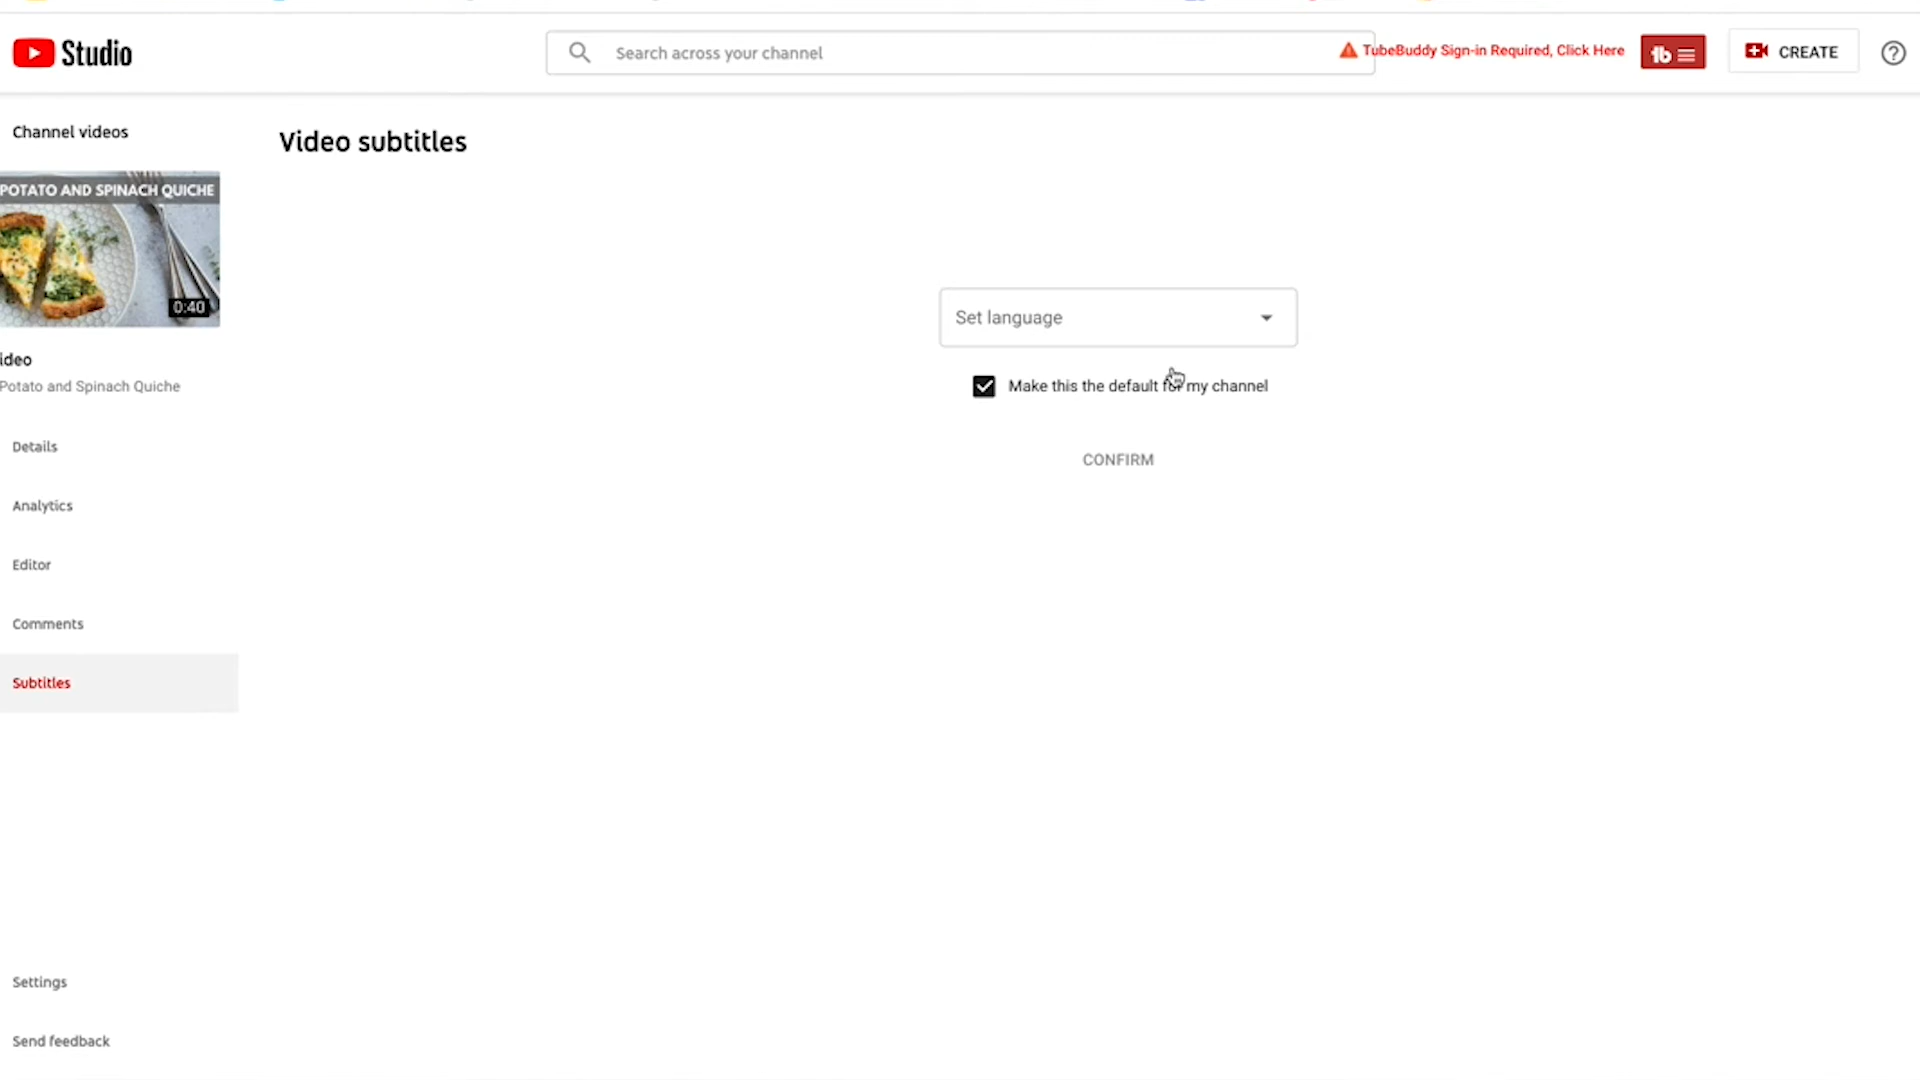 Studio
Search across your channel
TubeBuddy Sign-in Required, Click Here
tb
CREATE
Channel videos
Video subtitles
POTATO AND SPINACH QUICHE
0:40
ideo
Potato and Spinach Quiche
Set language
Make this the default for my channel
CONFIRM
Details
Analytics
Editor
Comments
Subtitles
Settings
Send feedback